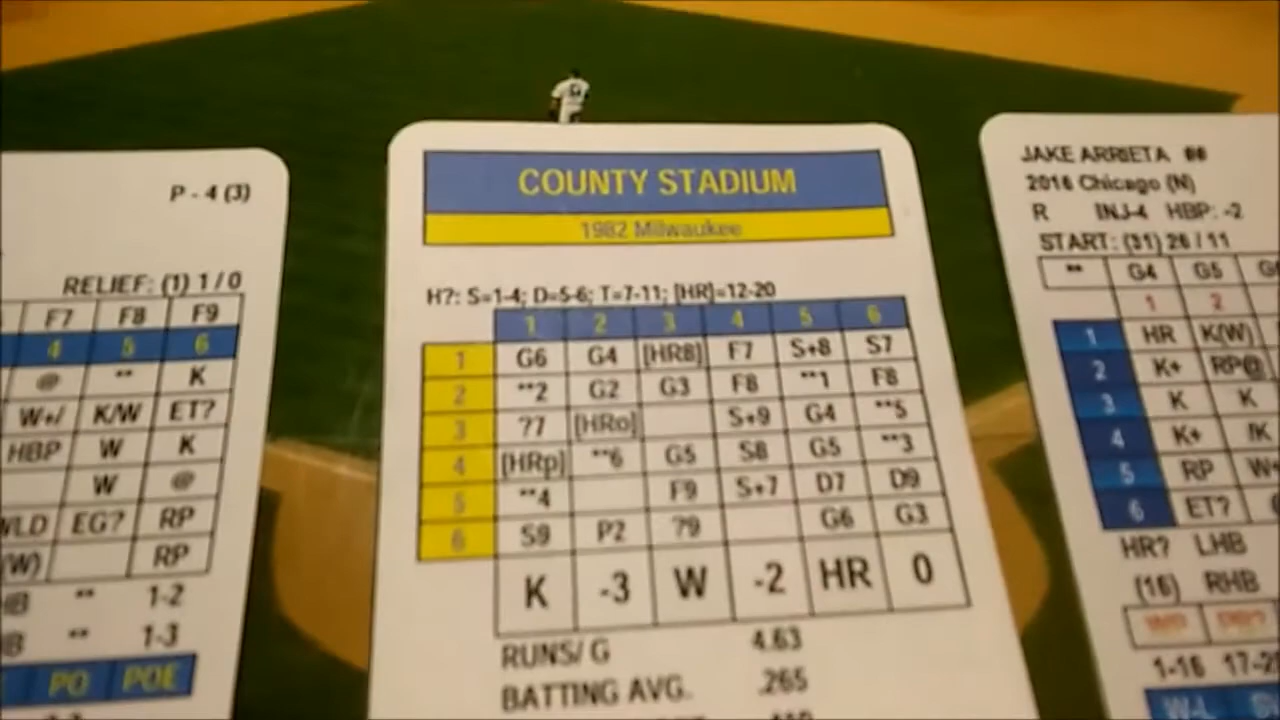 P - 4 (3)
RELIEF: (1) 1 / 0
F7 F8 F9
4 5 6
@ ** K
W+/ K/W ET?
HBP W K
W @
WLD EG? RP
(W) RP
** 1-2
** 1-3
PO POE
COUNTY STADIUM
1982 Milwaukee
H?: S=1-4; D=5-6; T=7-11; [HR]=12-20
1 2 3 4 5 6
1 G6 G4 [HR8] F7 S+8 S7
2 **2 G2 G3 F8 **1 F8
3 ?7 [HRo] S+9 G4 **5
4 [HRp] **6 G5 S8 G5 **3
5 **4 F9 S+7 D7 D9
6 S9 P2 ?9 G6 G3
K -3 W -2 HR 0
RUNS/ G 4.63
BATTING AVG. .265
JAKE ARRIETA
2016 Chicago (N)
R INJ-4 HBP: -2
START: (31) 26 / 11
** G4 G5
1 2
1 HR K(W)
2 K+ RP@
3 K K
4 K+ !K
5 RP W+
6 ET?
HR? LHB
(16) RHB
WP PB?
1-16 17-20
W-L